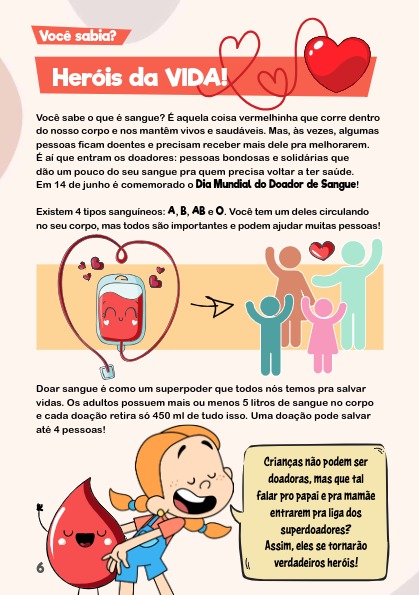 Você sabia?
Heróis da VIDA!
Você sabe o que é sangue? É aquela coisa vermelhinha que corre dentro
do nosso corpo e nos mantêm vivos e saudáveis. Mas, às vezes, algumas
pessoas ficam doentes e precisam receber mais dele pra melhorarem.
É aí que entram os doadores: pessoas bondosas e solidárias que
dão um pouco do seu sangue pra quem precisa voltar a ter saúde.
Em 14 de junho é comemorado o Dia Mundial do Doador de Sangue!
Existem 4 tipos sanguíneos: A, B, AB e O. Você tem um deles circulando
no seu corpo, mas todos são importantes e podem ajudar muitas pessoas!
Doar sangue é como um superpoder que todos nós temos pra salvar
vidas. Os adultos possuem mais ou menos 5 litros de sangue no corpo
e cada doação retira só 450 ml de tudo isso. Uma doação pode salvar
até 4 pessoas!
Crianças não podem ser
doadoras, mas que tal
falar pro papai e pra mamãe
entrarem pra liga dos
superdoadores?
Assim, eles se tornarão
verdadeiros heróis!
6